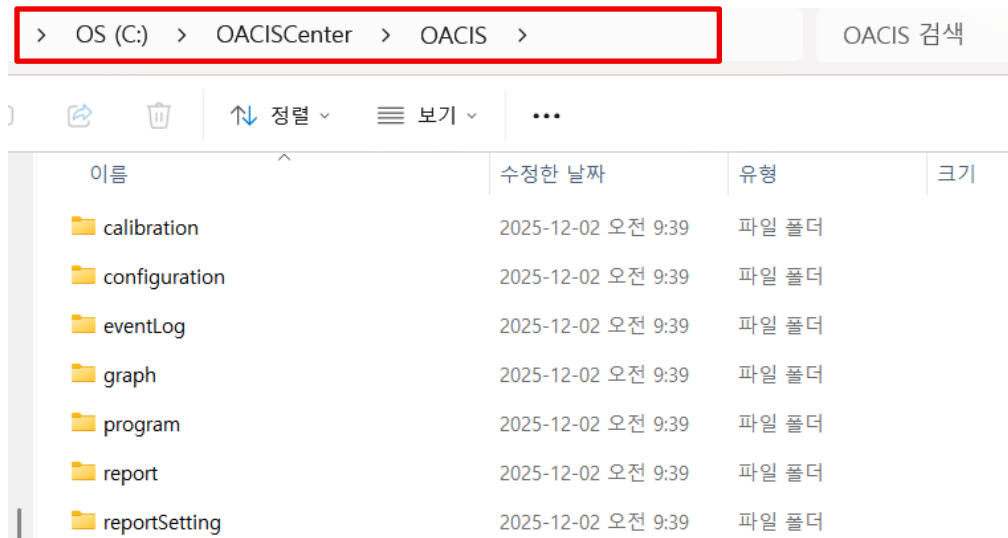 > OS (C:) > OACISCenter > OACIS >
OACIS 검색
정렬 보기 •••
이름 수정한 날짜 유형 크기
calibration 2025-12-02 오전 9:39 파일 폴더
configuration 2025-12-02 오전 9:39 파일 폴더
eventLog 2025-12-02 오전 9:39 파일 폴더
graph 2025-12-02 오전 9:39 파일 폴더
program 2025-12-02 오전 9:39 파일 폴더
report 2025-12-02 오전 9:39 파일 폴더
reportSetting 2025-12-02 오전 9:39 파일 폴더